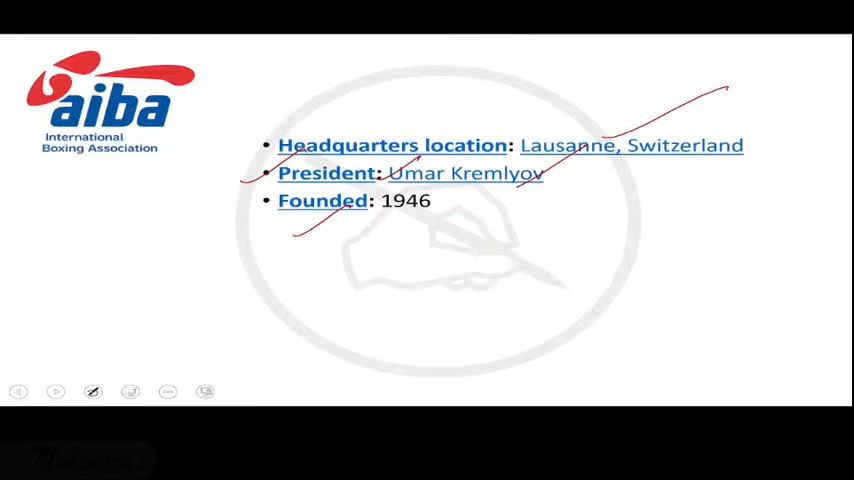 aiba
International
Boxing Association
• Headquarters location: Lausanne, Switzerland
• President: Umar Kremlyov
• Founded: 1946